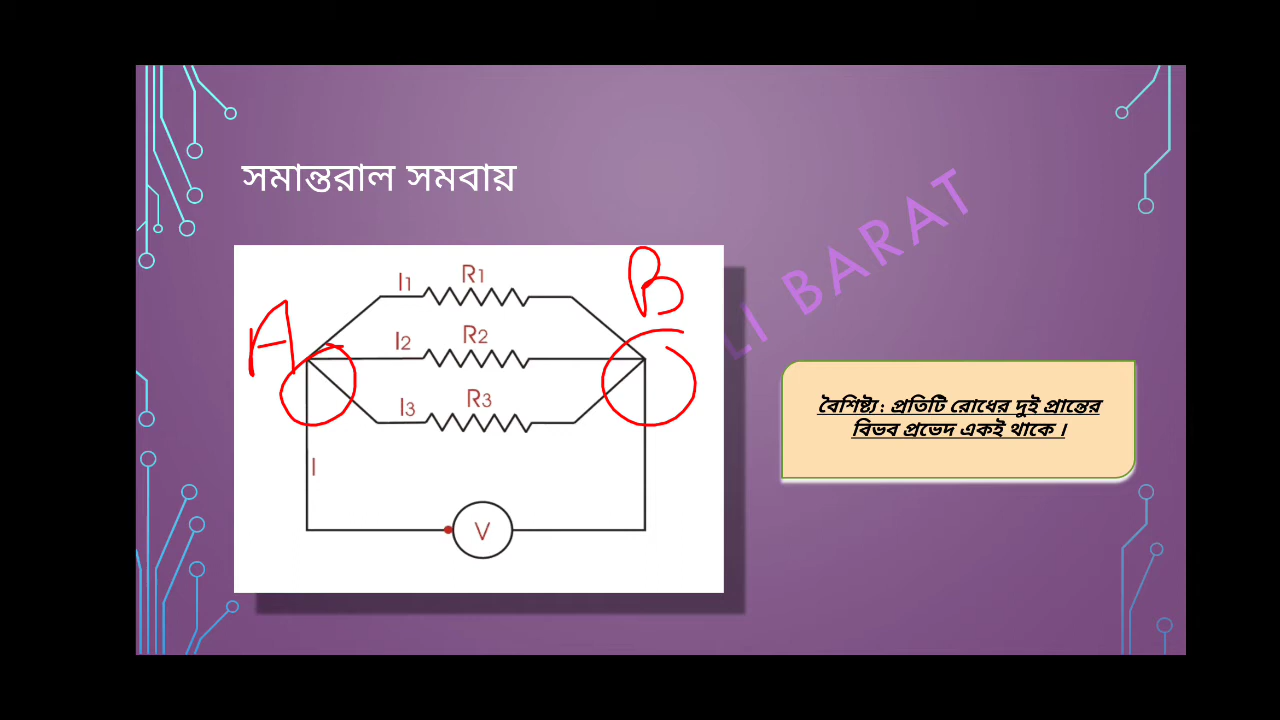 সমান্তরাল সমবায়
LI BARAT
A
B
I1 R1
I2 R2
I3 R3
I
V
বৈশিষ্ট্য : প্রতিটি রোধের দুই প্রান্তের
বিভব প্রভেদ একই থাকে ।